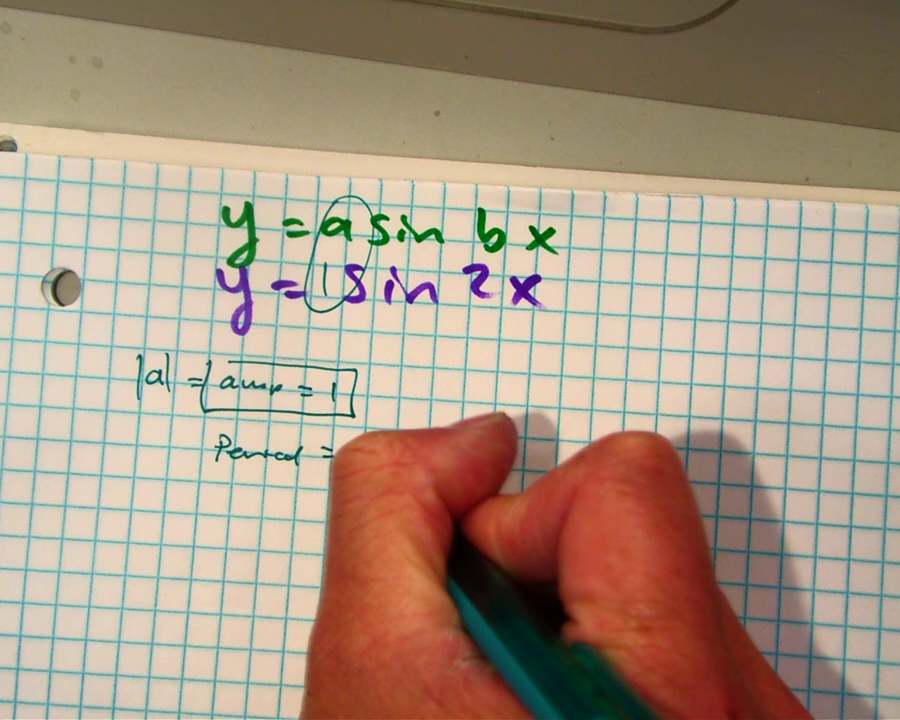 y = a sin b x
y = 1 sin 2x
|a| = amp = 1
Period =